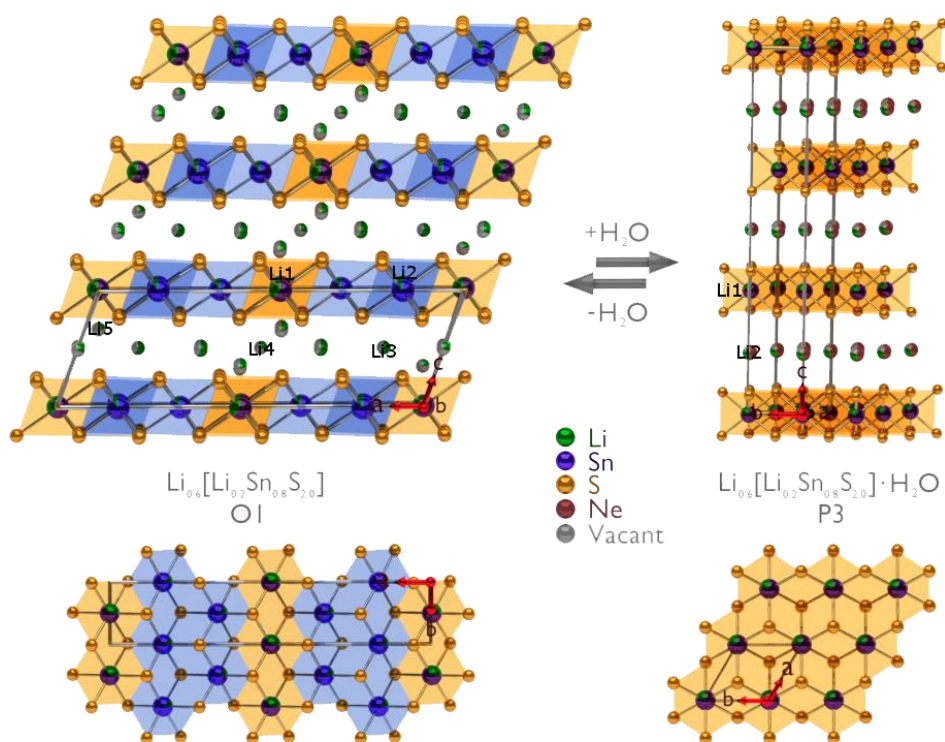 Li1
Li2
Li5
Li4
Li3
c
a
b
Li₀.₆[Li₀.₂Sn₀.₈S₂.₀]
O1
+H₂O
-H₂O
Li
Sn
S
Ne
Vacant
Li1
Li2
c
b
a
Li₀.₆[Li₀.₂Sn₀.₈S₂.₀]·H₂O
P3
a
b
a
b